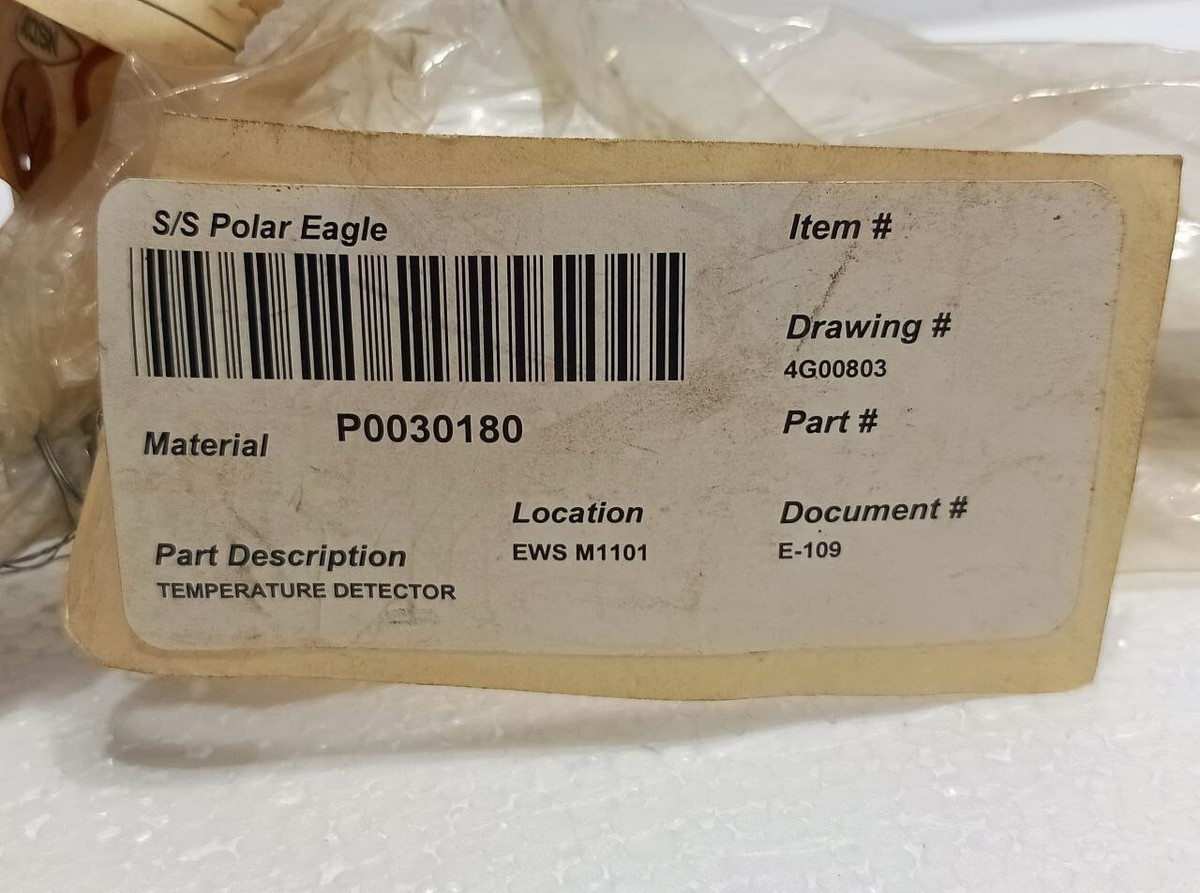 S/S Polar Eagle
Item #
Drawing #
4G00803
Material P0030180
Part #
Location
Document #
EWS M1101
E-109
Part Description
TEMPERATURE DETECTOR